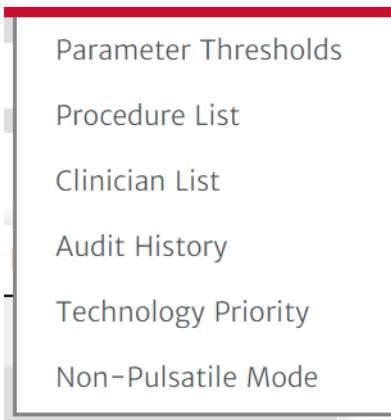 Parameter Thresholds
Procedure List
Clinician List
Audit History
Technology Priority
Non-Pulsatile Mode